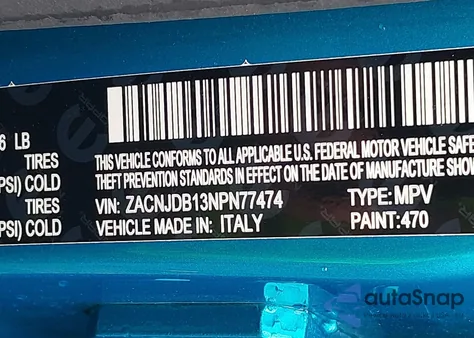 6 LB
TIRES
PSI) COLD
TIRES
PSI) COLD
THIS VEHICLE CONFORMS TO ALL APPLICABLE U.S. FEDERAL MOTOR VEHICLE SAFE
THEFT PREVENTION STANDARDS IN EFFECT ON THE DATE OF MANUFACTURE SHOW
VIN: ZACNJDB13NPN77474 TYPE: MPV
VEHICLE MADE IN: ITALY PAINT: 470
autoSnap